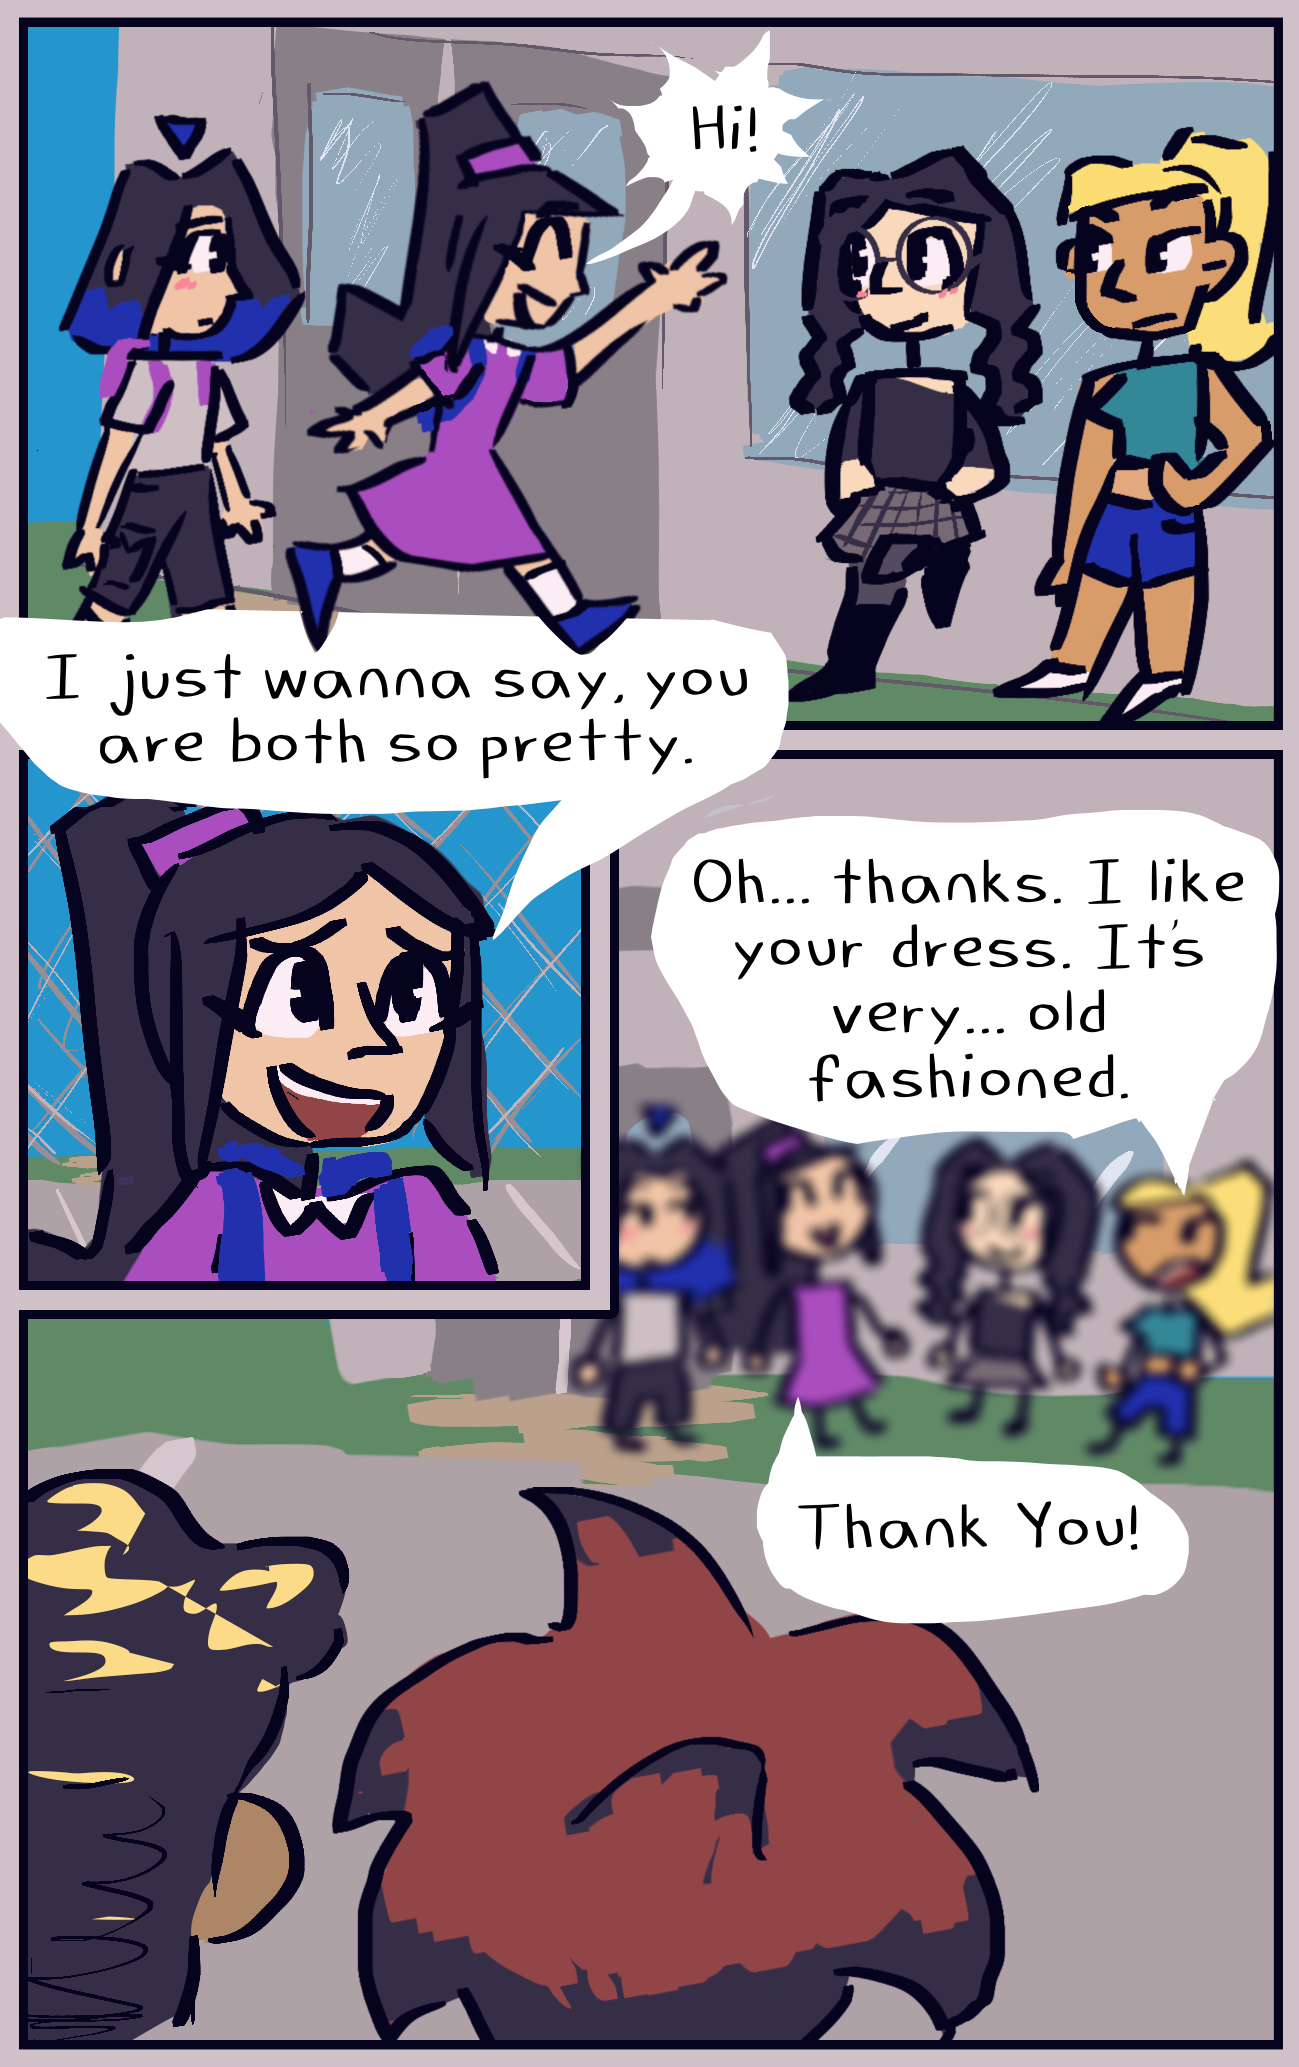 Hi!
I just wanna say, you
are both so pretty.
Oh... thanks. I like
your dress. It's
very... old
fashioned.
Thank You!